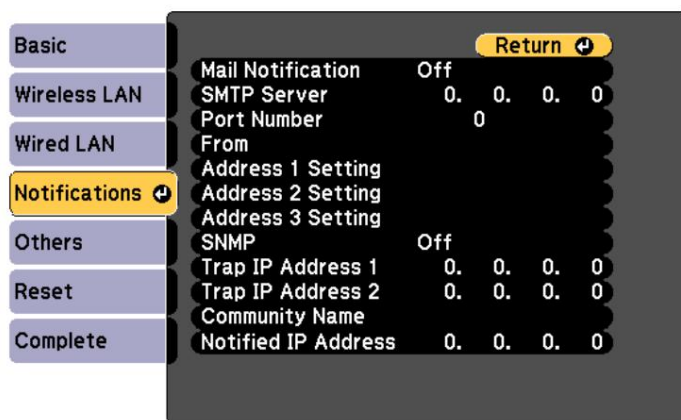 Basic
Wireless LAN
Wired LAN
Notifications
Others
Reset
Complete
Return
Mail Notification Off
SMTP Server 0. 0. 0. 0
Port Number 0
From
Address 1 Setting
Address 2 Setting
Address 3 Setting
SNMP Off
Trap IP Address 1 0. 0. 0. 0
Trap IP Address 2 0. 0. 0. 0
Community Name
Notified IP Address 0. 0. 0. 0